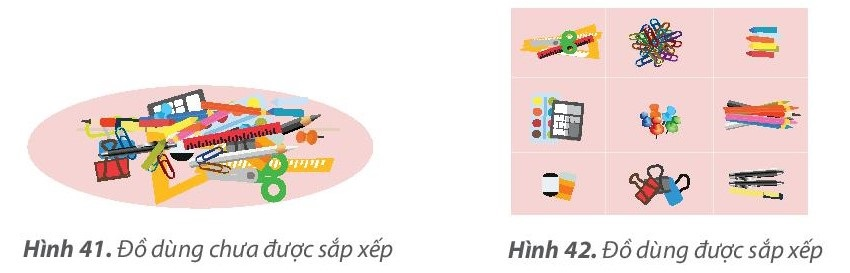 Hình 41. Đồ dùng chưa được sắp xếp
Hình 42. Đồ dùng được sắp xếp